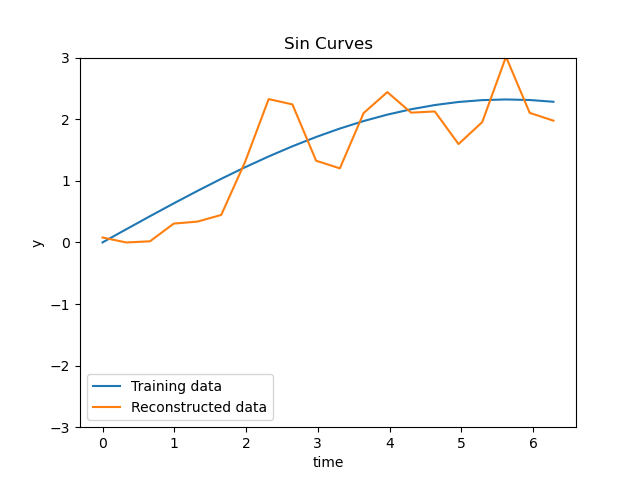 Sin Curves
3
2
1
0
−1
−2
−3
y
Training data
Reconstructed data
0 1 2 3 4 5 6
time